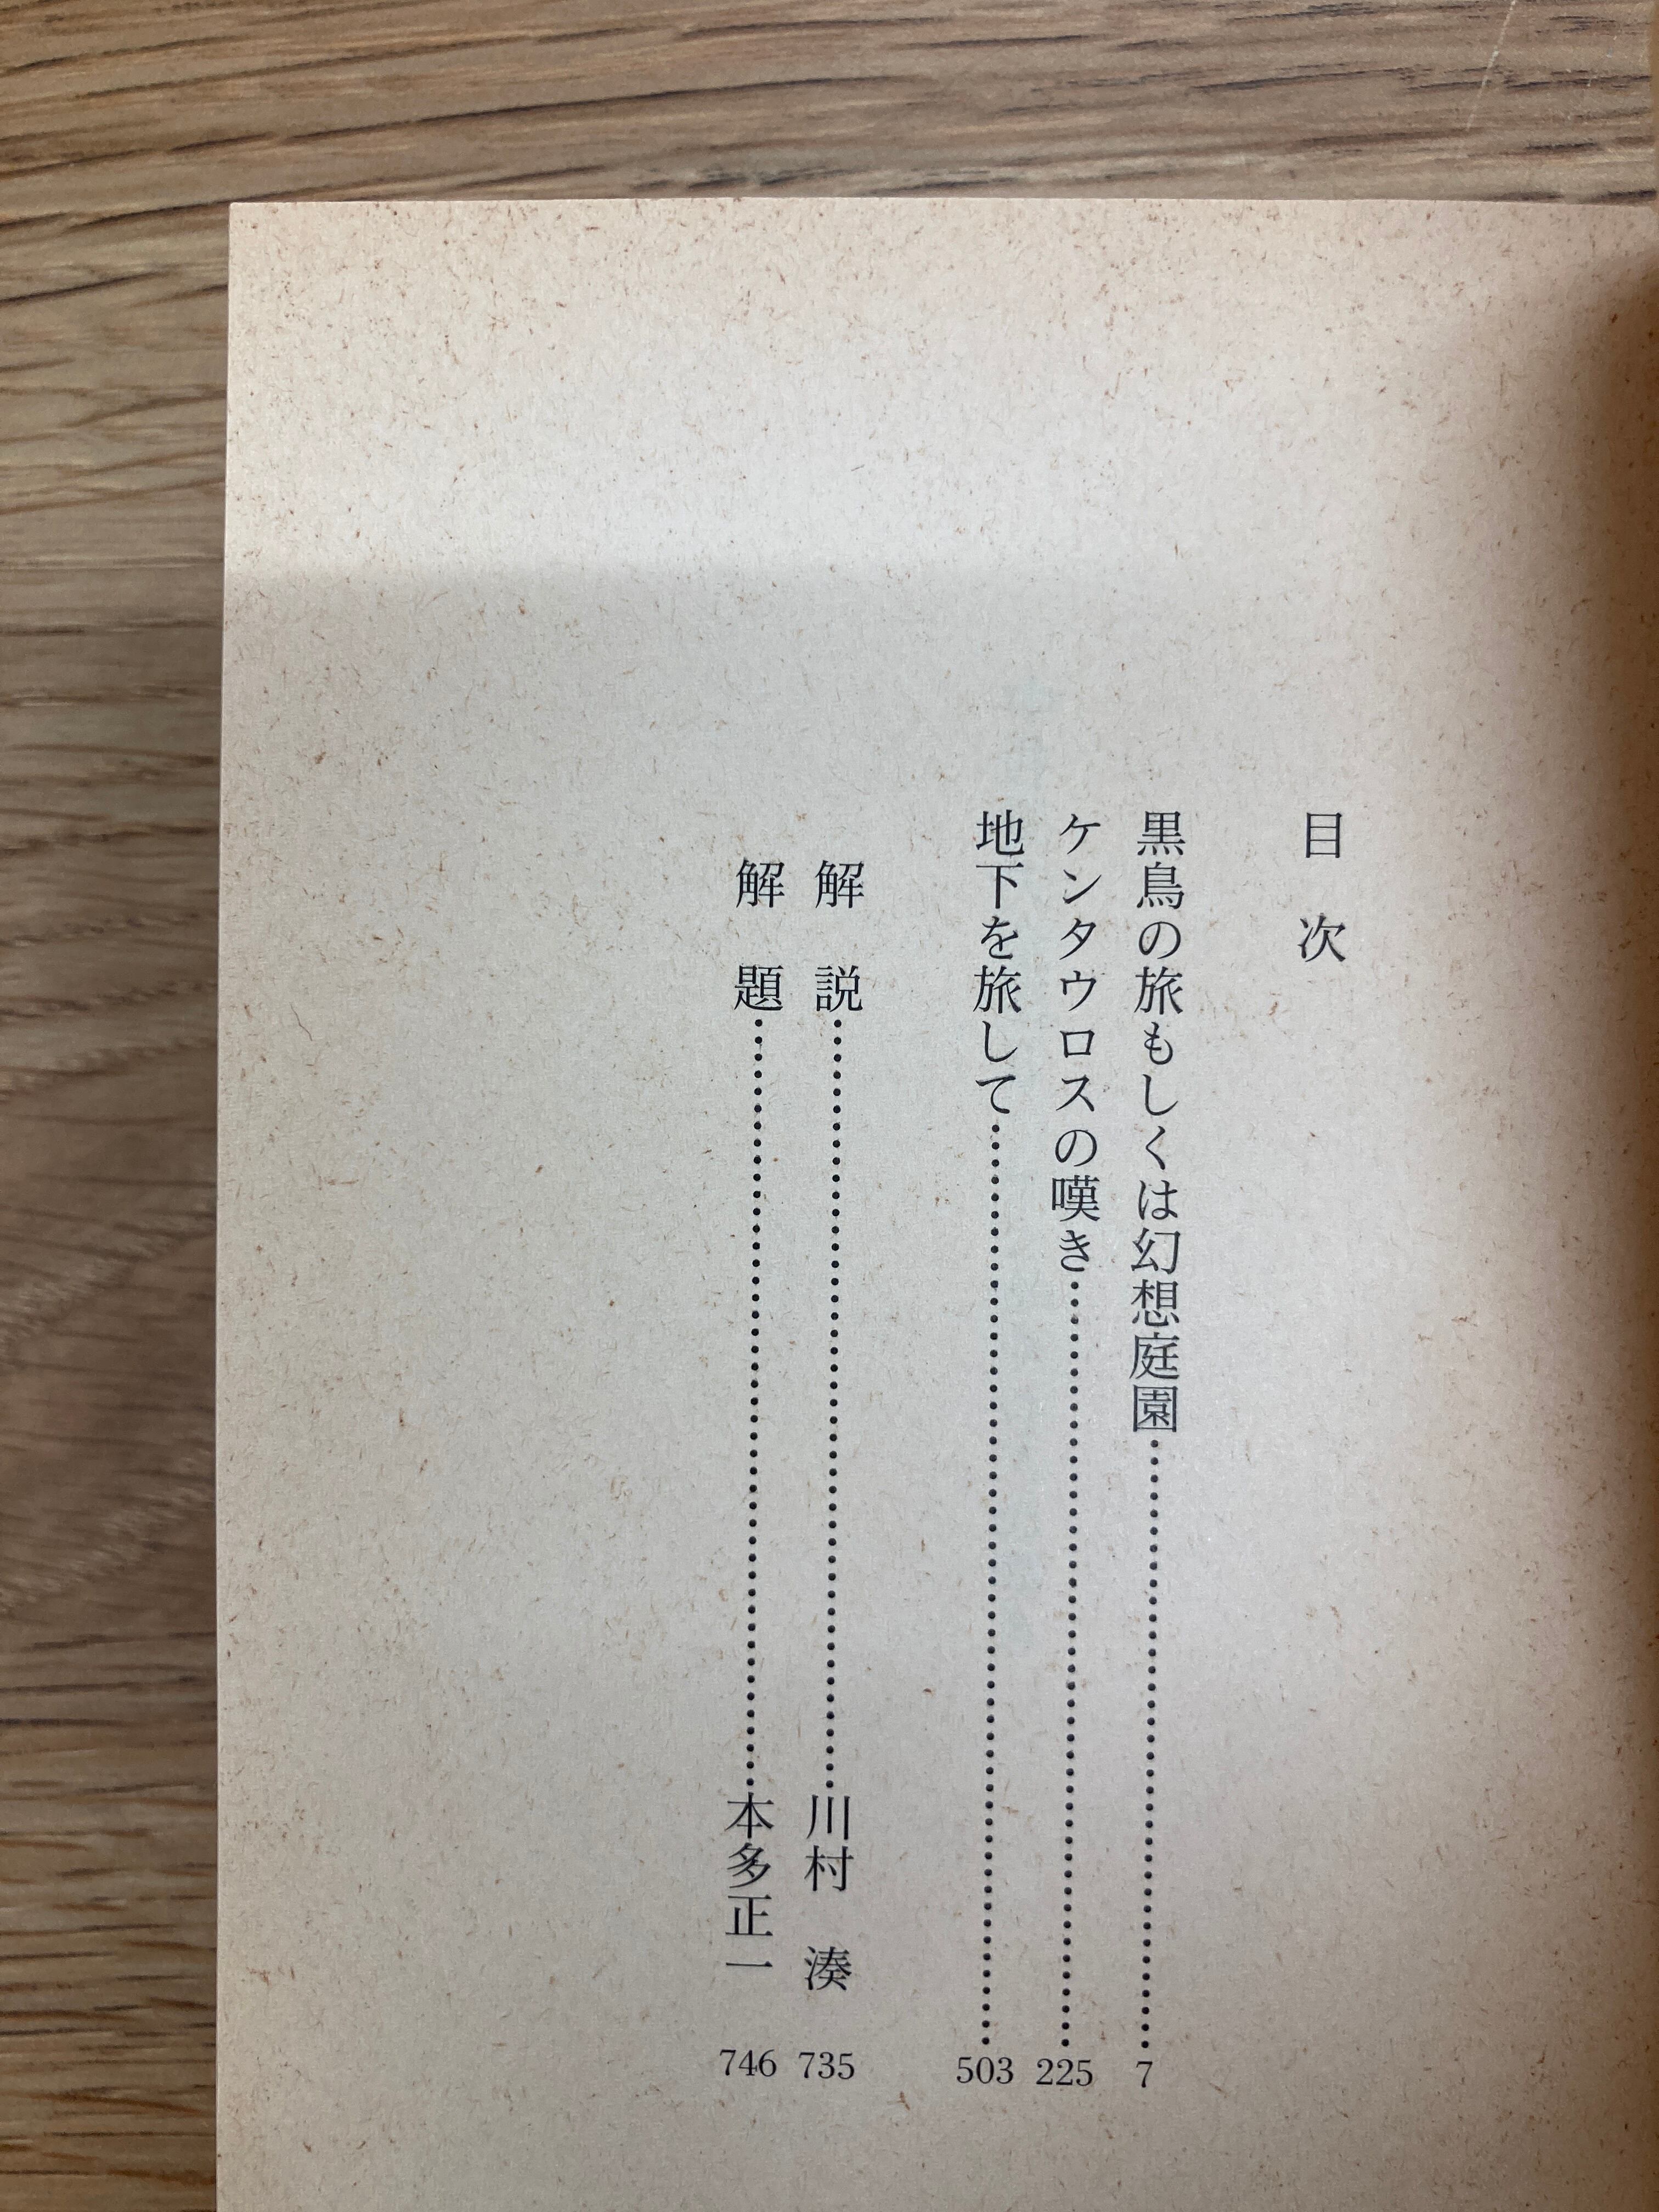 目次
黒鳥の旅もしくは幻想庭園……………………7
ケンタウロスの嘆き……………………225
地下を旅して……………………503
解説……………………川村 湊 735
解題……………………本多正一 746